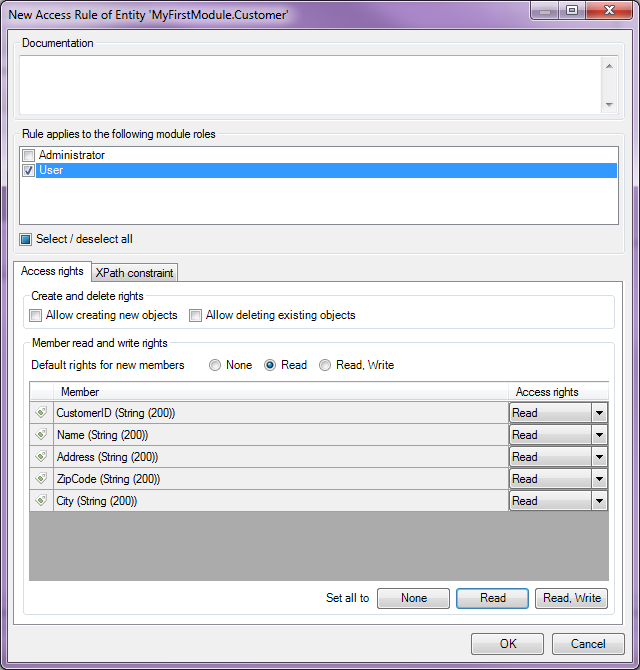 New Access Rule of Entity 'MyFirstModule.Customer'
Documentation
Rule applies to the following module roles
Administrator
User
Select / deselect all
Access rights XPath constraint
Create and delete rights
Allow creating new objects Allow deleting existing objects
Member read and write rights
Default rights for new members None Read Read, Write
Member Access rights
CustomerID (String (200)) Read
Name (String (200)) Read
Address (String (200)) Read
ZipCode (String (200)) Read
City (String (200)) Read
Set all to None Read Read, Write
OK Cancel